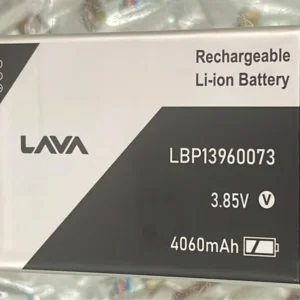 Rechargeable
Li-ion Battery
LAVA
LBP13960073
3.85V V
4060mAh